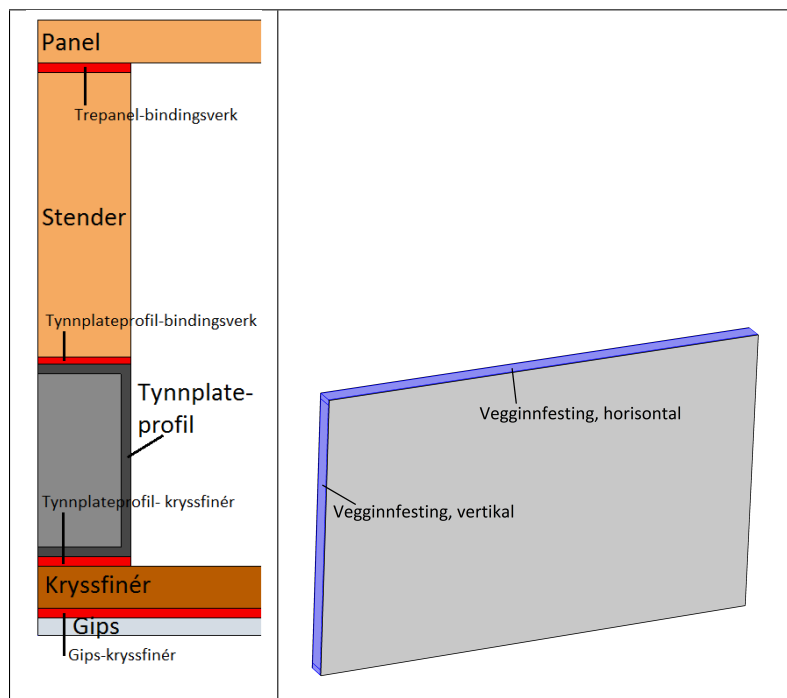 Panel
Trepanel-bindingsverk
Stender
Tynnplateprofil-bindingsverk
Tynnplate-
profil
Tynnplateprofil- kryssfinér
Kryssfinér
Gips
Gips-kryssfinér
Vegginnfesting, horisontal
Vegginnfesting, vertikal